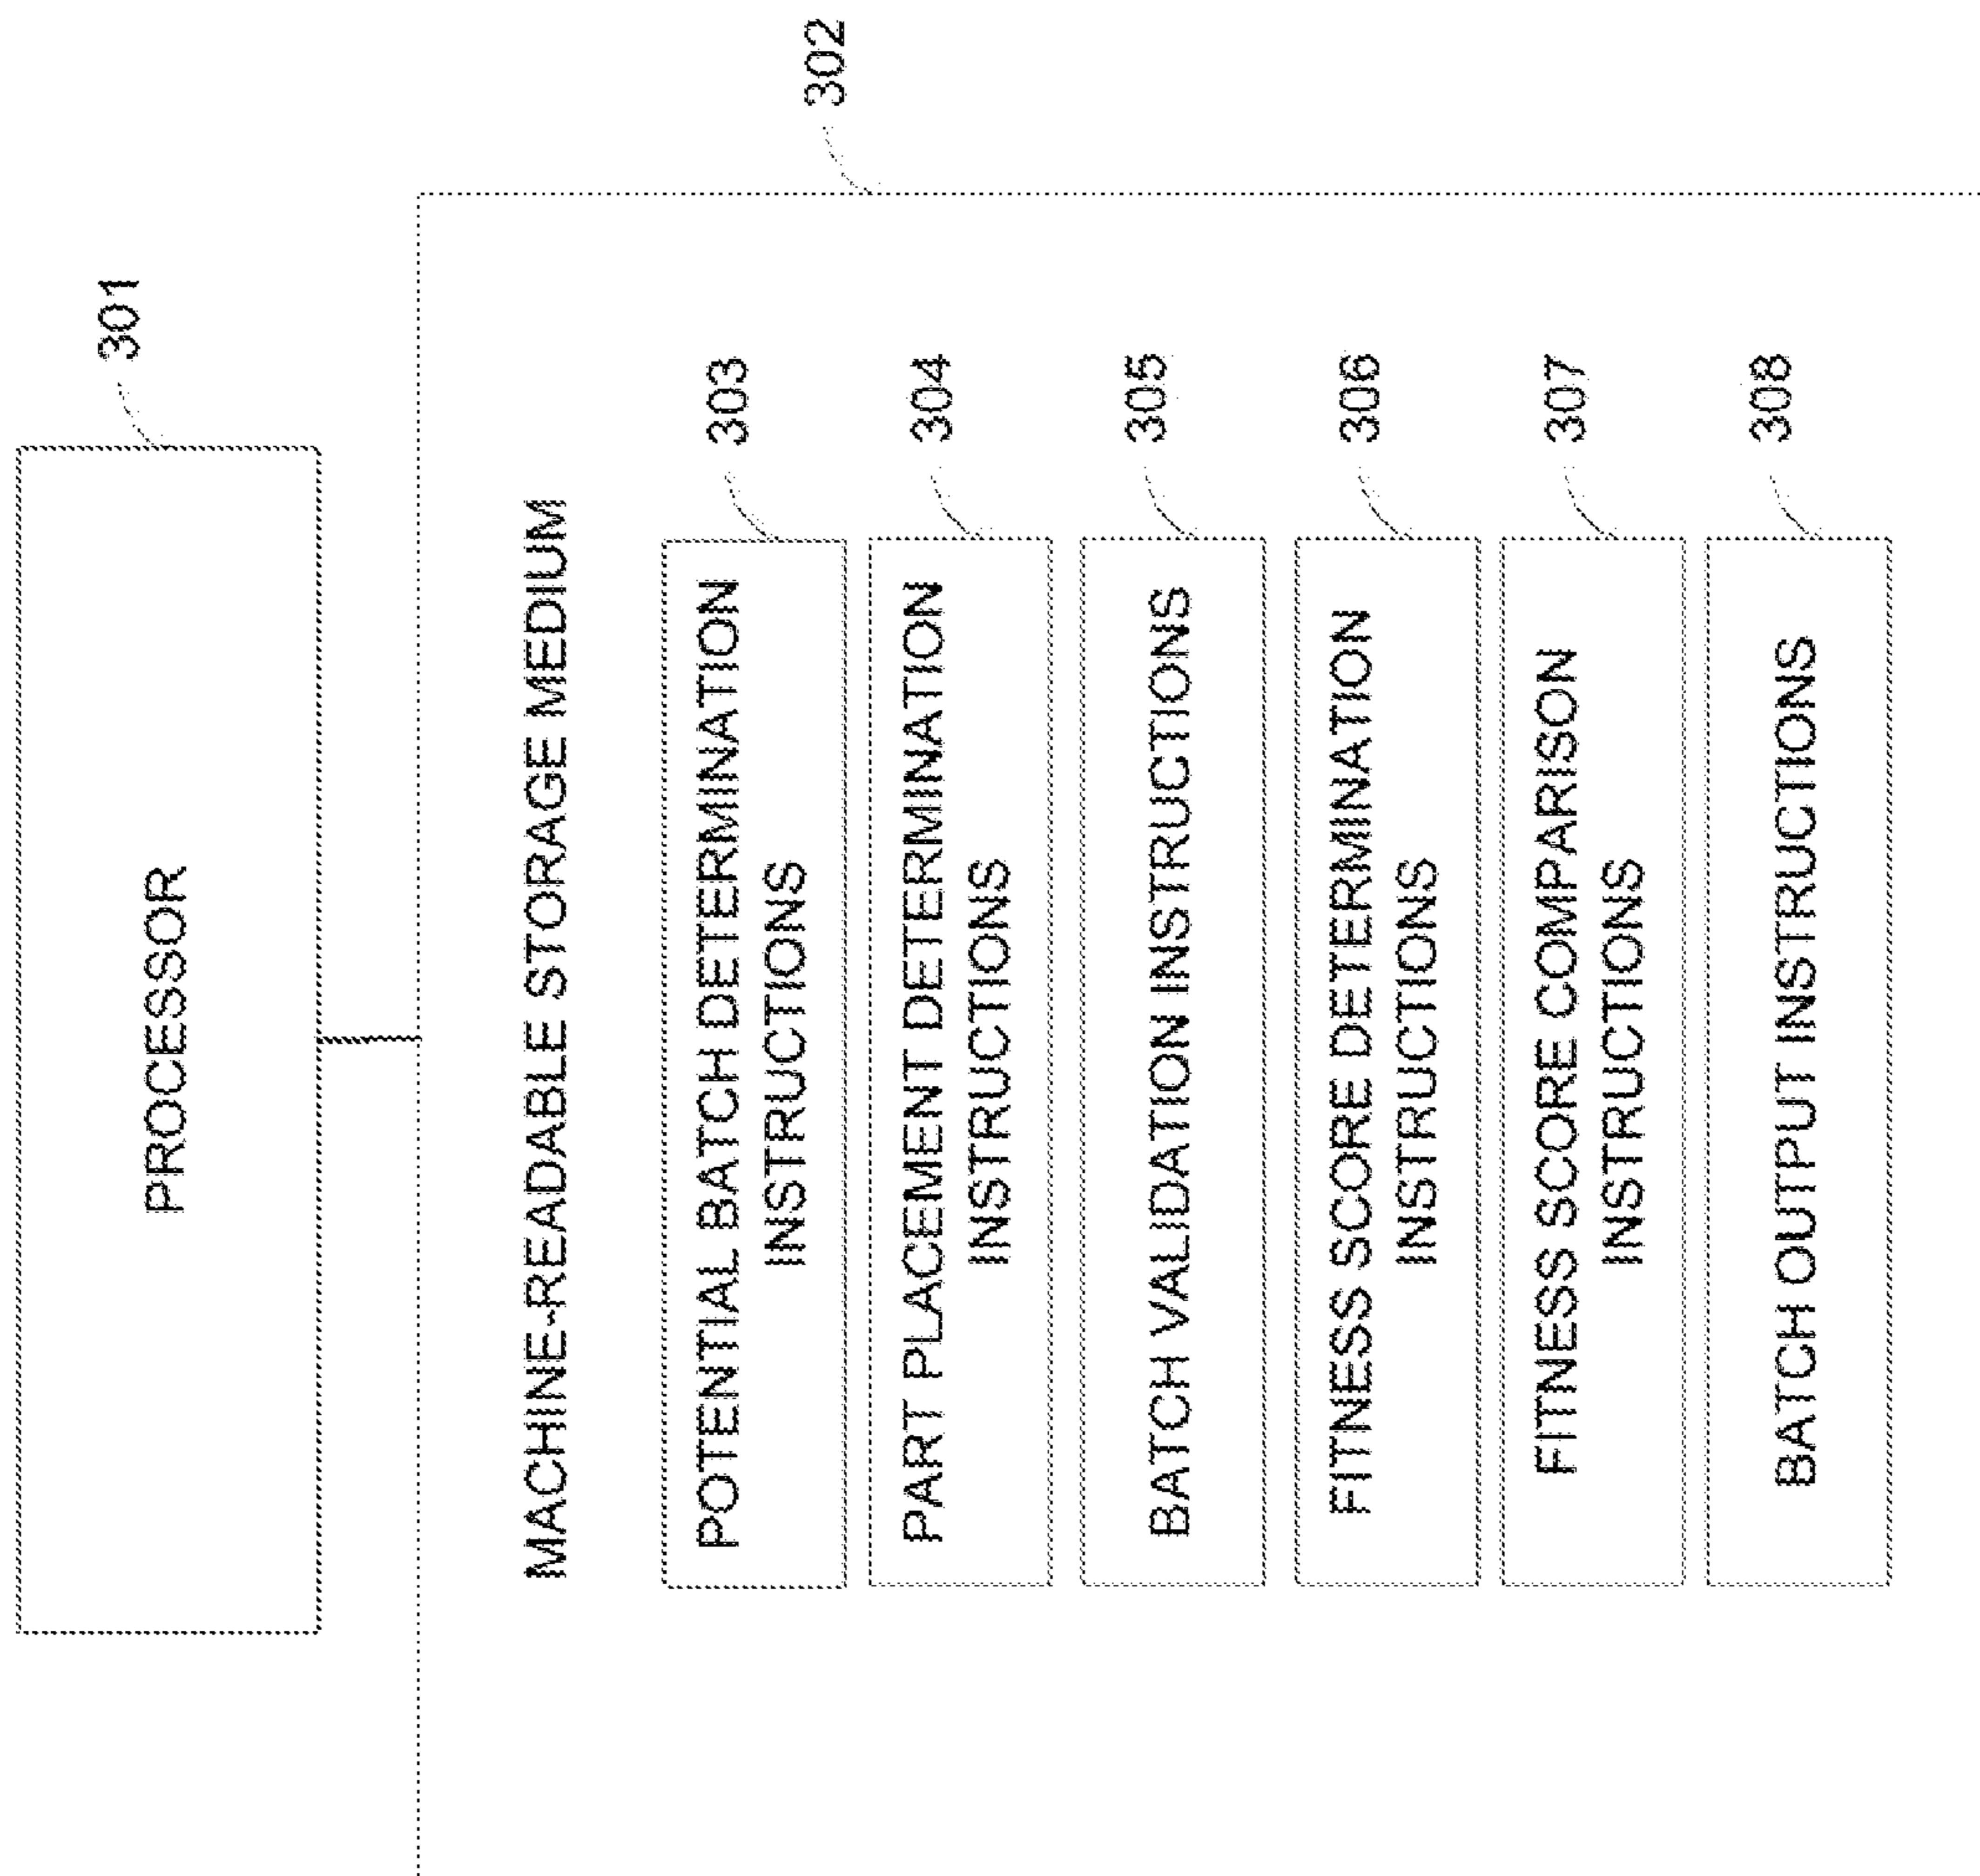 PROCESSOR
301
302
MACHINE-READABLE STORAGE MEDIUM
POTENTIAL BATCH DETERMINATION
INSTRUCTIONS
303
PART PLACEMENT DETERMINATION
INSTRUCTIONS
304
BATCH VALIDATION INSTRUCTIONS
305
FITNESS SCORE DETERMINATION
INSTRUCTIONS
306
FITNESS SCORE COMPARISON
INSTRUCTIONS
307
BATCH OUTPUT INSTRUCTIONS
308